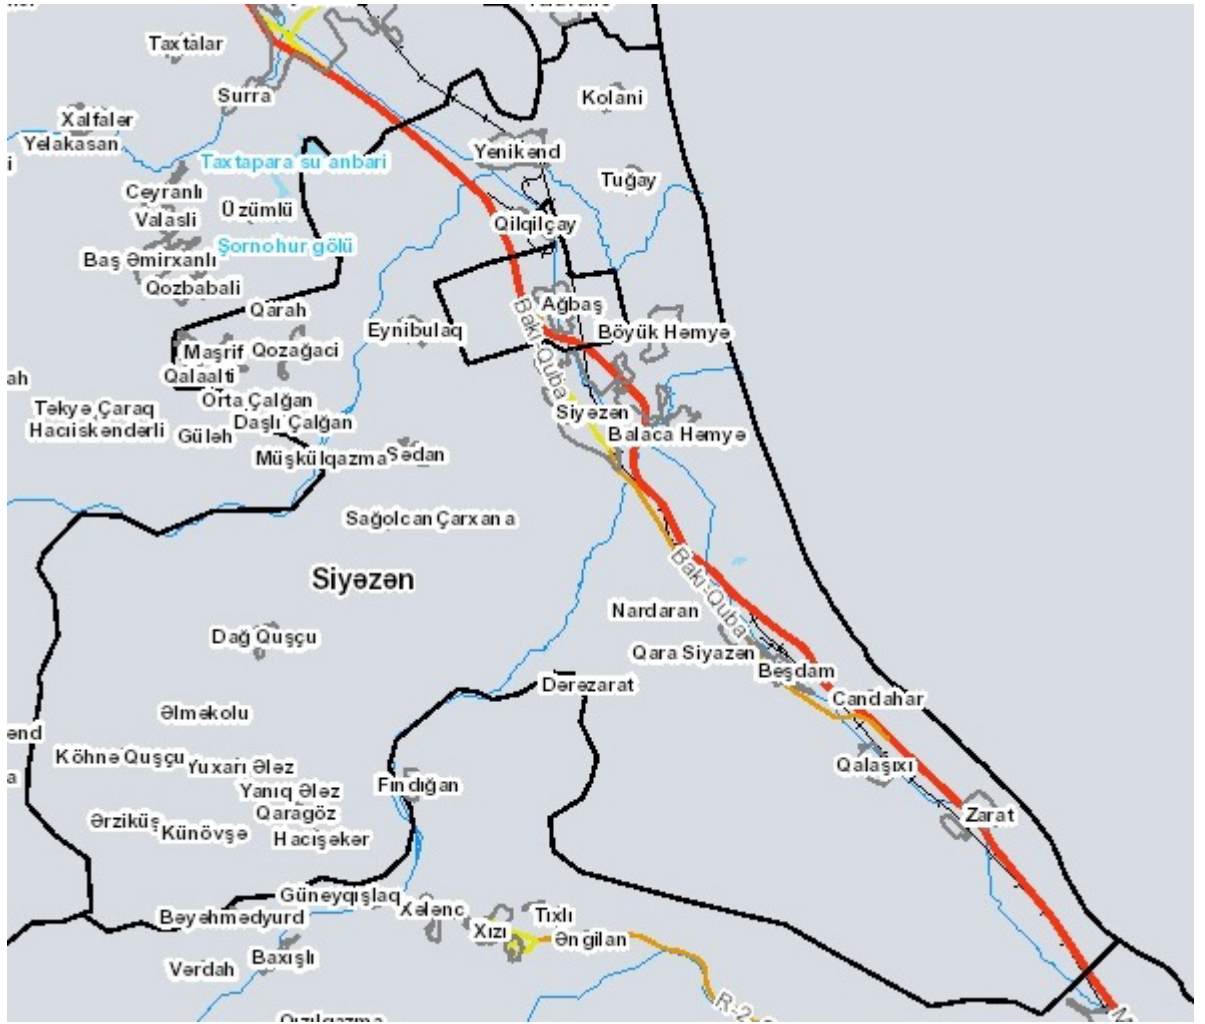 Taxtalar
Surra
Kolani
Xalfalər
Yelakasan
Yenikənd
Taxtapara su anbari
Tuğay
Ceyranlı
Üzümlü
Valasli
Qilqilçay
Şornohur gölü
Baş Əmirxanlı
Qozbabali
Qarah
Ağbaş
Eynibulaq
Böyük Həmyə
Bakı-Quba
Maşrif
Qozağaci
Qalaalti
Orta Çalğan
Təkyə Çaraq
Siyəzən
Daşlı Çalğan
Haciiskəndərli
Güləh
Balaca Həmyə
Müşkülqazma
Sədan
Sağolcan
Çarxana
Siyəzən
Bakı-Quba
Nardaran
Dağ Quşçu
Qara Siyazən
Beşdam
Dərəzarat
Candahar
Əlməkolu
ənd
Köhnə Quşçu
Yuxarı Ələz
Qalaşıxı
Fındığan
Yanıq Ələz
Qaragöz
Zarat
Ərziküş
Künövşə
Hacışəkər
Güneyqışlaq
Xələnc
Bəyəhmədyurd
Tıxlı
Xızı
Əngilan
Baxışlı
Vərdah
R-2
Qızılqazma